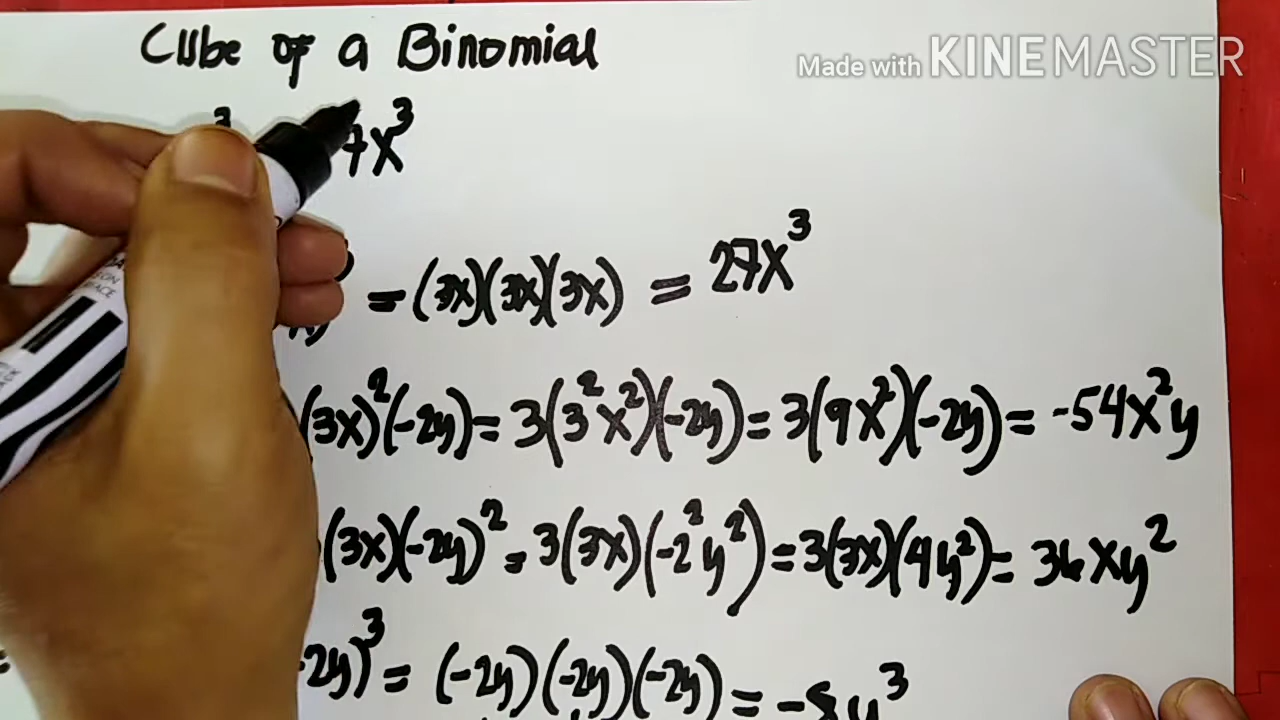 Cube of a Binomial
Made with KINEMASTER
3 7x³
= (3x)(3x)(3x) = 27x³
(3x)²(-2y) = 3(3²x²)(-2y) = 3(9x²)(-2y) = -54x²y
(3x)(-2y)² = 3(3x)(-2²y²) = 3(3x)(4y²) = 36xy²
-2y)³ = (-2y)(-2y)(-2y) = -8y³